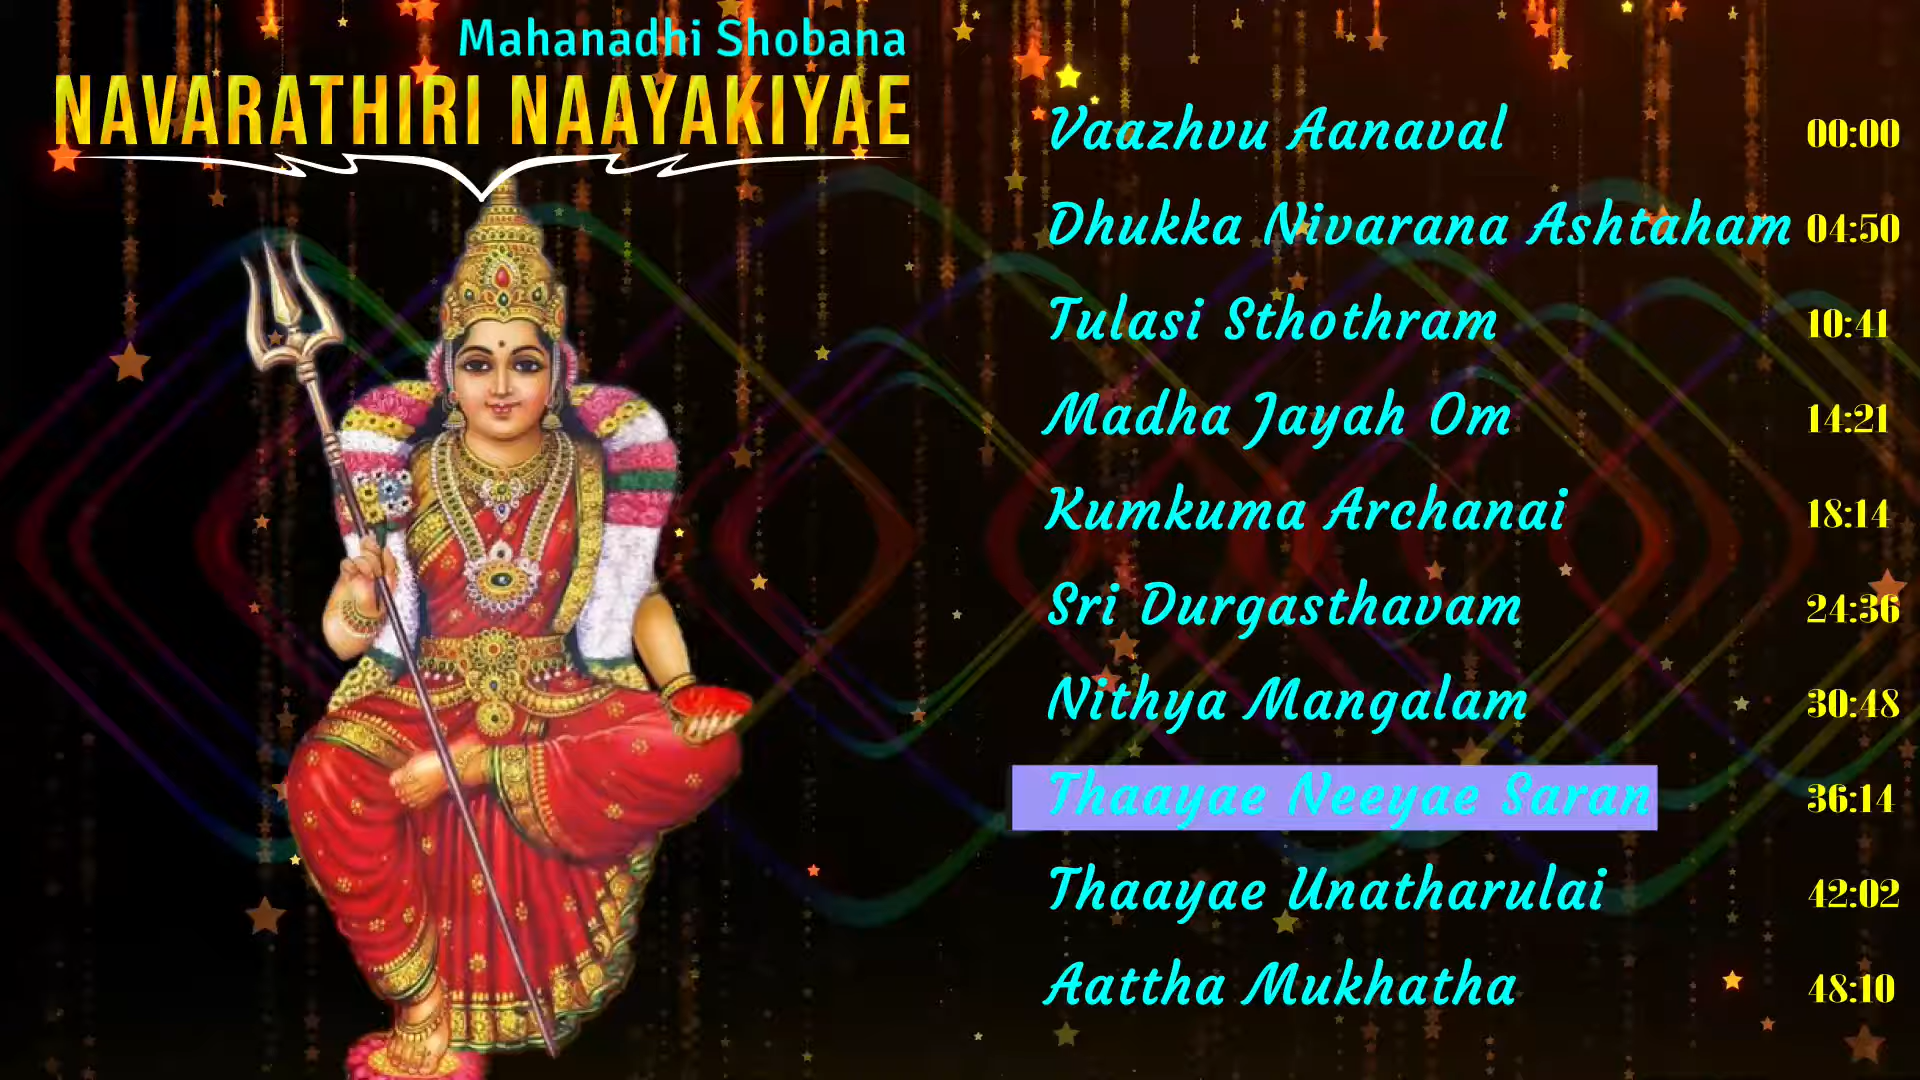 Mahanadhi Shobana
NAVARATHIRI NAAYAKIYAE
Vaazhvu Aanaval 00:00
Dhukka Nivarana Ashtaham 04:50
Tulasi Sthothram 10:41
Madha Jayah Om 14:21
Kumkuma Archanai 18:14
Sri Durgasthavam 24:36
Nithya Mangalam 30:48
Thaayae Neeyae Saran 36:14
Thaayae Unatharulai 42:02
Aattha Mukhatha 48:10